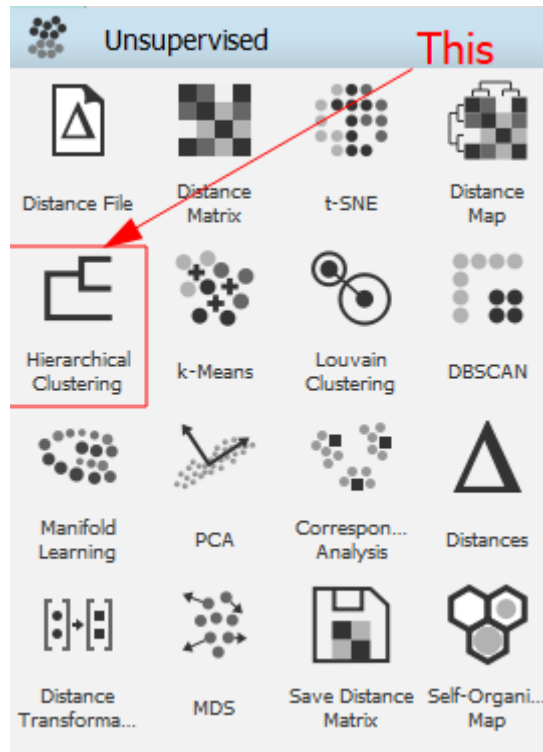 Unsupervised
This
Distance File
Distance
Matrix
t-SNE
Distance
Map
Hierarchical
Clustering
k-Means
Louvain
Clustering
DBSCAN
Manifold
Learning
PCA
Correspon...
Analysis
Distances
Distance
Transforma...
MDS
Save Distance
Matrix
Self-Organi...
Map